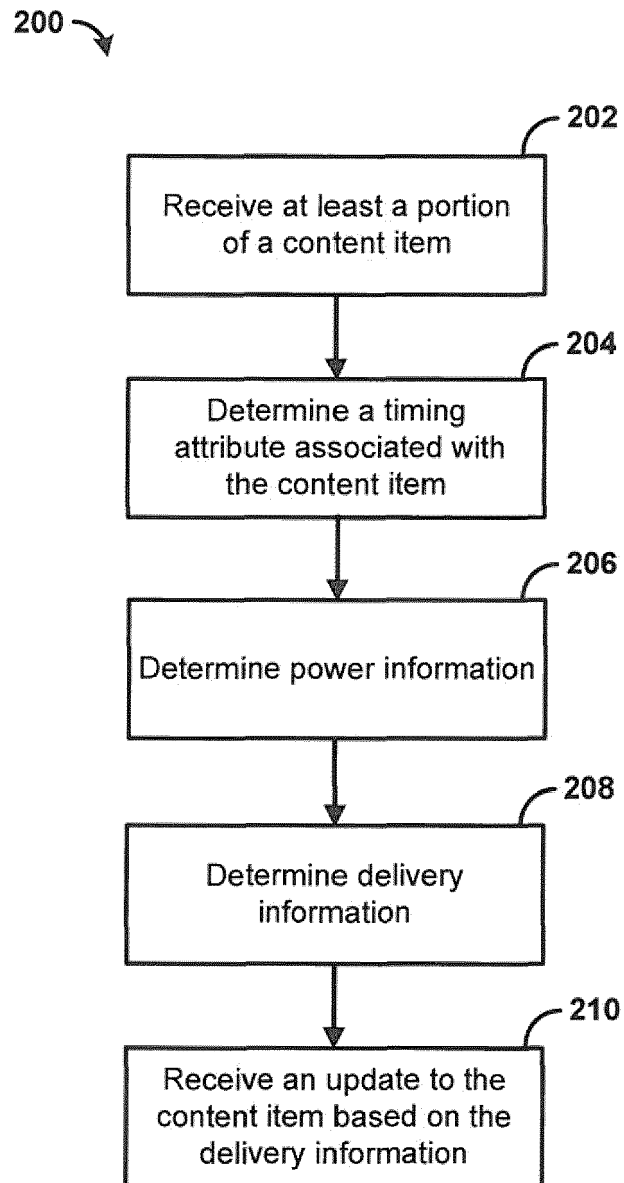 200
202
Receive at least a portion
of a content item
204
Determine a timing
attribute associated with
the content item
206
Determine power information
208
Determine delivery
information
210
Receive an update to the
content item based on the
delivery information